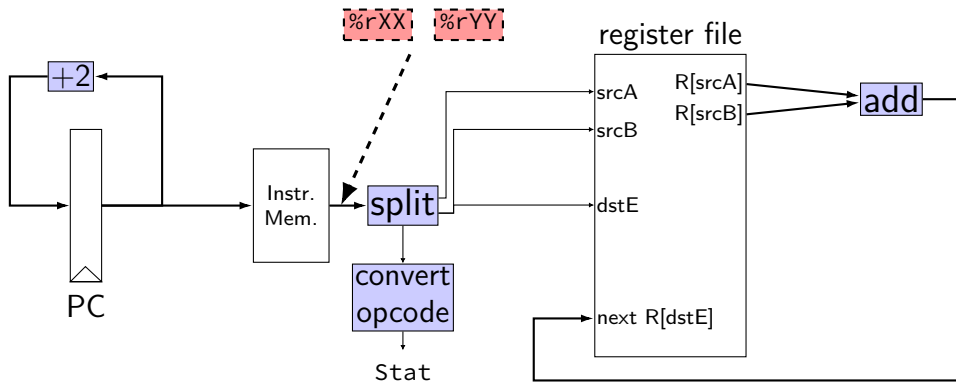 %rXX %rYY
register file
+2
srcA
R[srcA]
R[srcB]
add
srcB
Instr.
Mem.
split
dstE
PC
convert
opcode
next R[dstE]
Stat